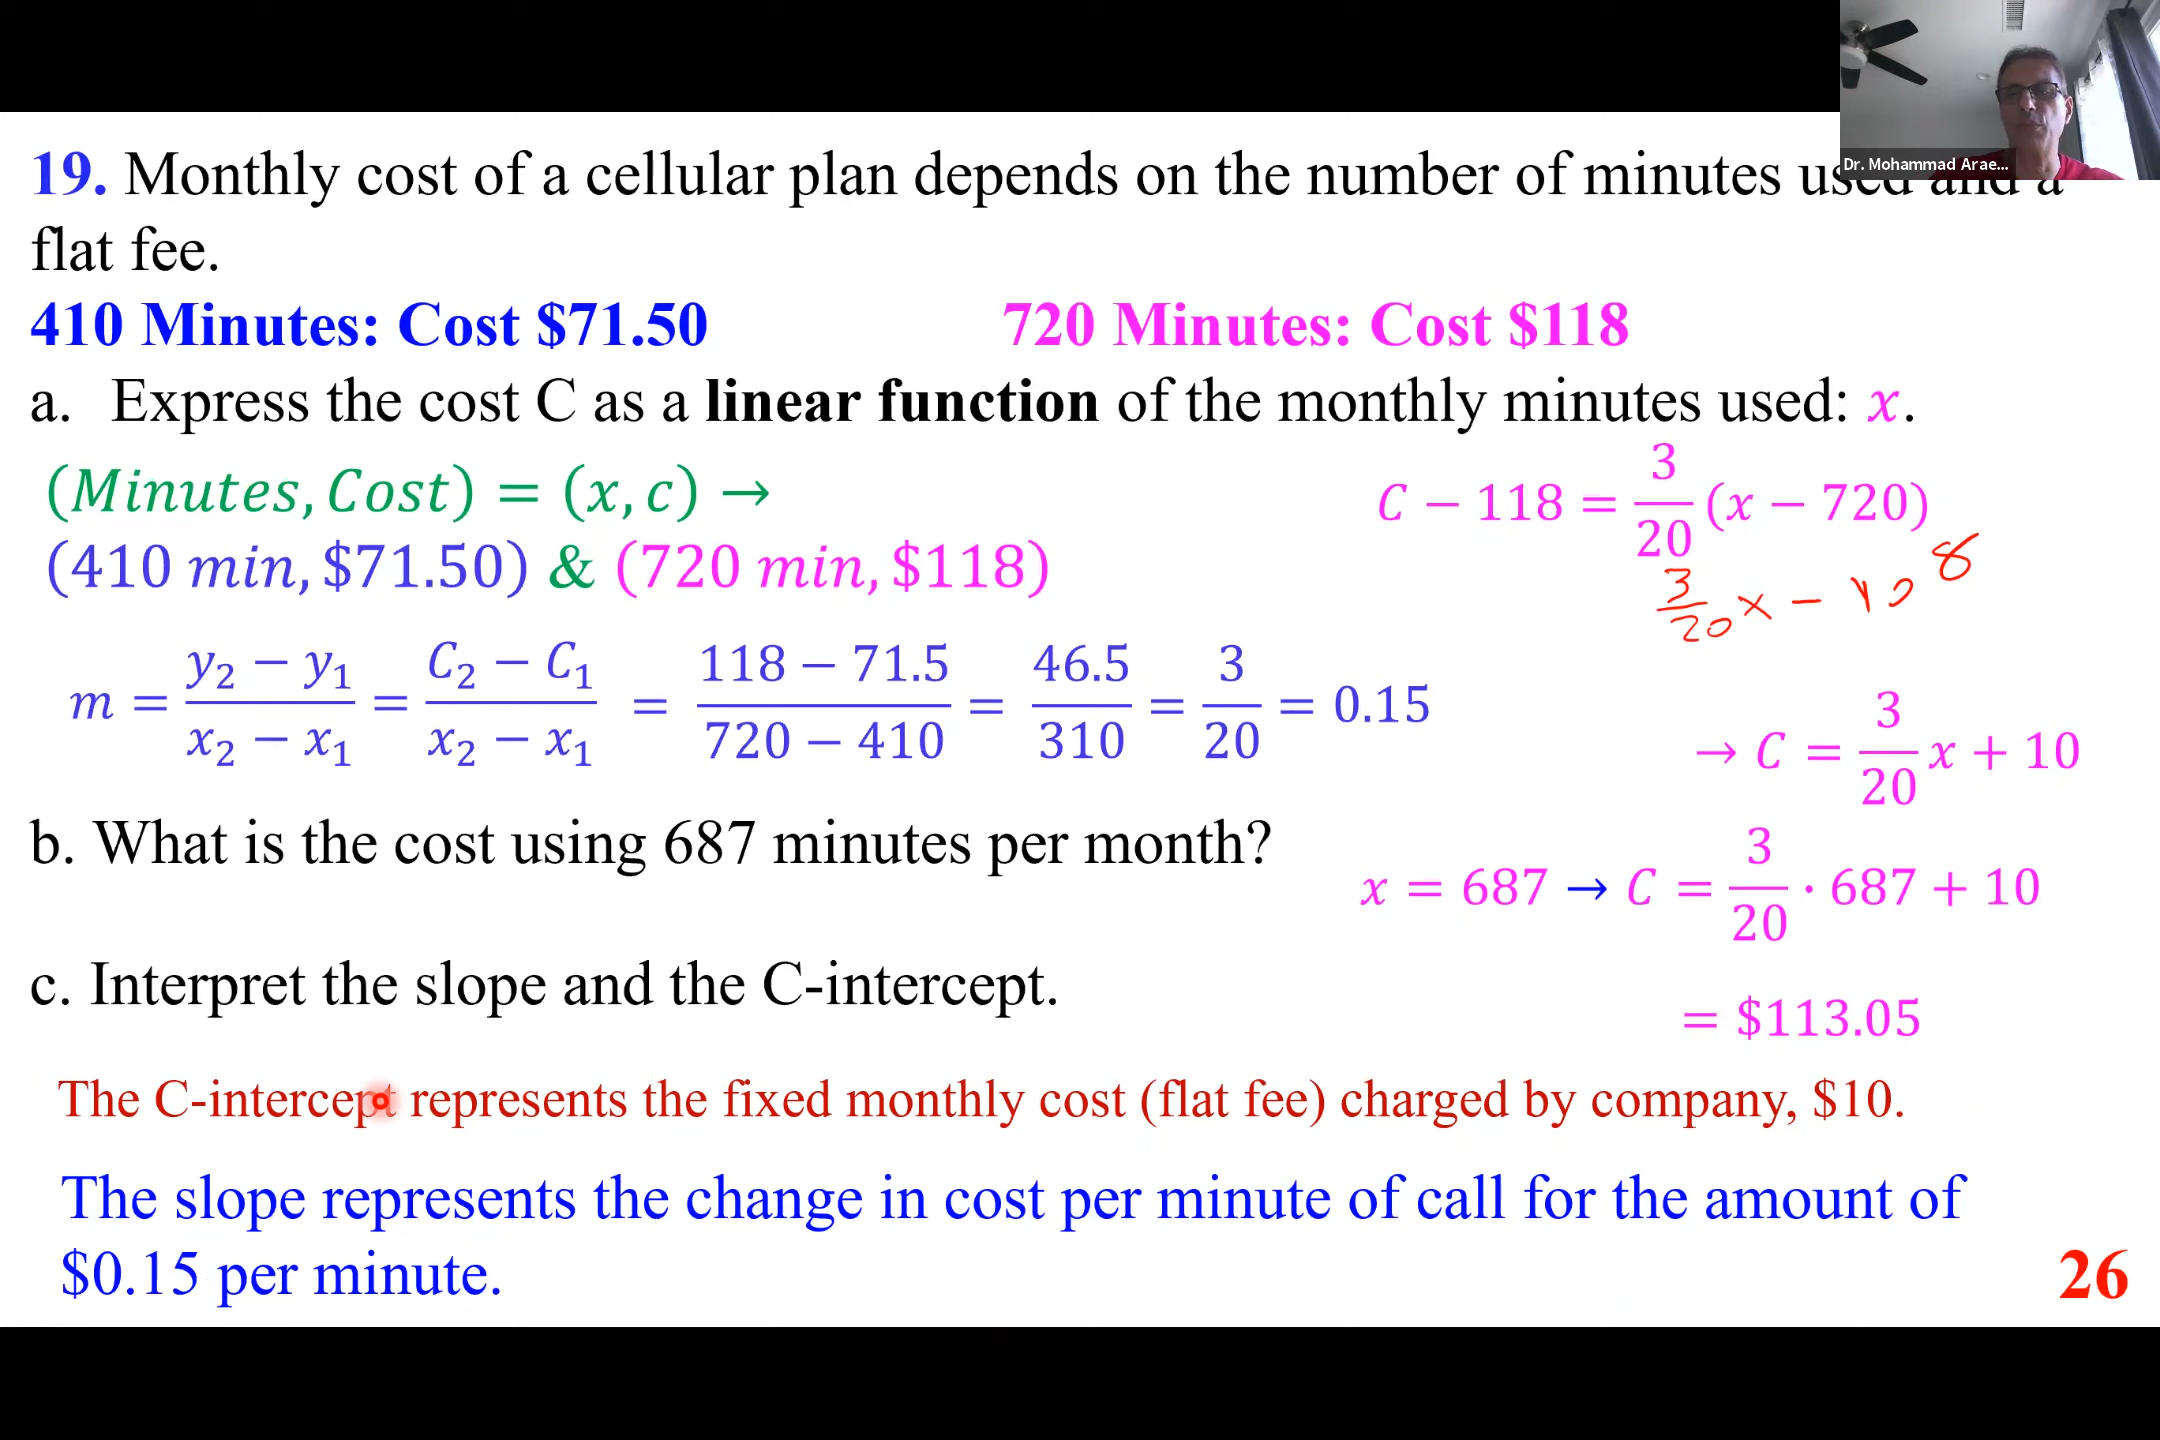 Dr. Mohammad Arae...
19. Monthly cost of a cellular plan depends on the number of minutes used and a
flat fee.
410 Minutes: Cost $71.50 720 Minutes: Cost $118
a. Express the cost C as a linear function of the monthly minutes used: x.
(Minutes, Cost) = (x, c) →
(410 min, $71.50) & (720 min, $118)
m = y₂ − y₁ / x₂ − x₁ = C₂ − C₁ / x₂ − x₁ = 118 − 71.5 / 720 − 410 = 46.5 / 310 = 3/20 = 0.15
C − 118 = 3/20 (x − 720)
3/20 x − 108
→ C = 3/20 x + 10
b. What is the cost using 687 minutes per month?
x = 687 → C = 3/20 · 687 + 10
= $113.05
c. Interpret the slope and the C-intercept.
The C-intercept represents the fixed monthly cost (flat fee) charged by company, $10.
The slope represents the change in cost per minute of call for the amount of
$0.15 per minute.
26